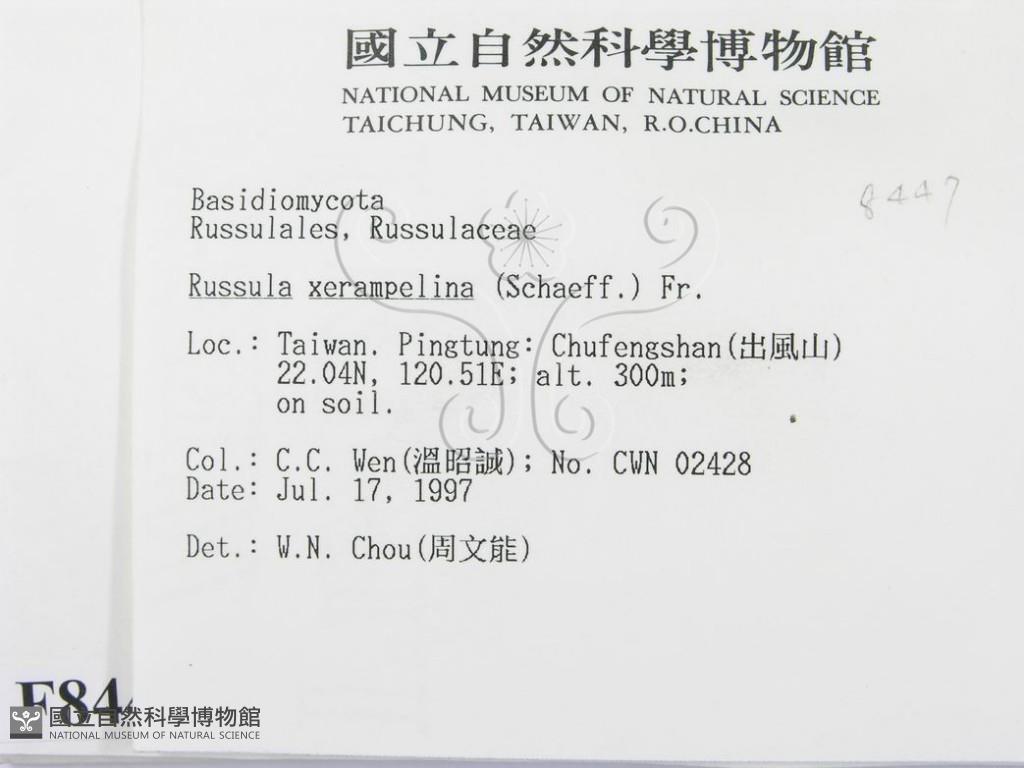 國立自然科學博物館
NATIONAL MUSEUM OF NATURAL SCIENCE
TAICHUNG, TAIWAN, R.O.CHINA
8447
Basidiomycota
Russulales, Russulaceae
Russula xerampelina (Schaeff.) Fr.
Loc.: Taiwan. Pingtung: Chufengshan(出風山)
22.04N, 120.51E; alt. 300m;
on soil.
Col.: C.C. Wen(溫昭誠); No. CWN 02428
Date: Jul. 17, 1997
Det.: W.N. Chou(周文能)
F844
國立自然科學博物館
NATIONAL MUSEUM OF NATURAL SCIENCE